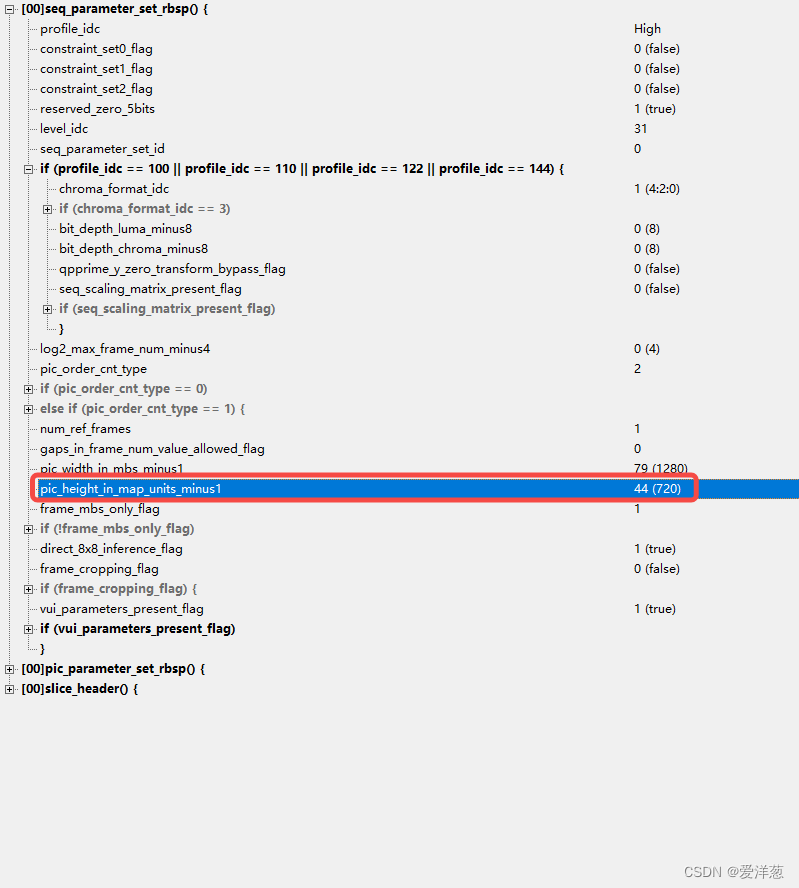 [00]seq_parameter_set_rbsp() {
profile_idc High
constraint_set0_flag 0 (false)
constraint_set1_flag 0 (false)
constraint_set2_flag 0 (false)
reserved_zero_5bits 1 (true)
level_idc 31
seq_parameter_set_id 0
if (profile_idc == 100 || profile_idc == 110 || profile_idc == 122 || profile_idc == 144) {
chroma_format_idc 1 (4:2:0)
if (chroma_format_idc == 3)
bit_depth_luma_minus8 0 (8)
bit_depth_chroma_minus8 0 (8)
qpprime_y_zero_transform_bypass_flag 0 (false)
seq_scaling_matrix_present_flag 0 (false)
if (seq_scaling_matrix_present_flag)
}
log2_max_frame_num_minus4 0 (4)
pic_order_cnt_type 2
if (pic_order_cnt_type == 0)
else if (pic_order_cnt_type == 1) {
num_ref_frames 1
gaps_in_frame_num_value_allowed_flag 0
pic_width_in_mbs_minus1 79 (1280)
pic_height_in_map_units_minus1 44 (720)
frame_mbs_only_flag 1
if (!frame_mbs_only_flag)
direct_8x8_inference_flag 1 (true)
frame_cropping_flag 0 (false)
if (frame_cropping_flag) {
vui_parameters_present_flag 1 (true)
if (vui_parameters_present_flag)
}
[00]pic_parameter_set_rbsp() {
[00]slice_header() {
CSDN @爱洋葱